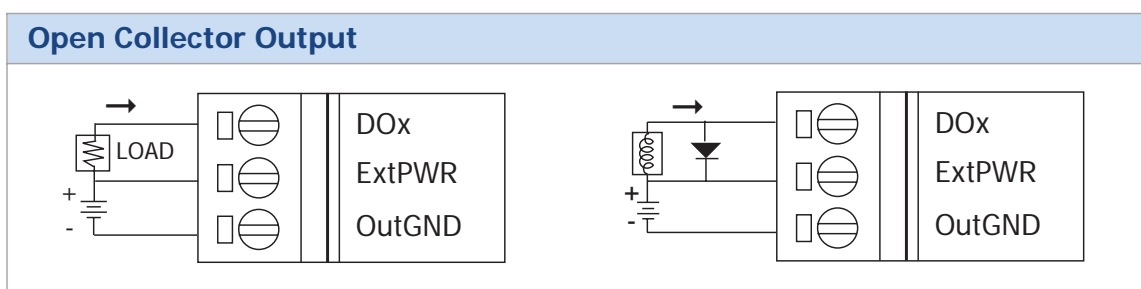 Open Collector Output
DOx
LOAD
ExtPWR
+
-
OutGND
DOx
ExtPWR
+
-
OutGND